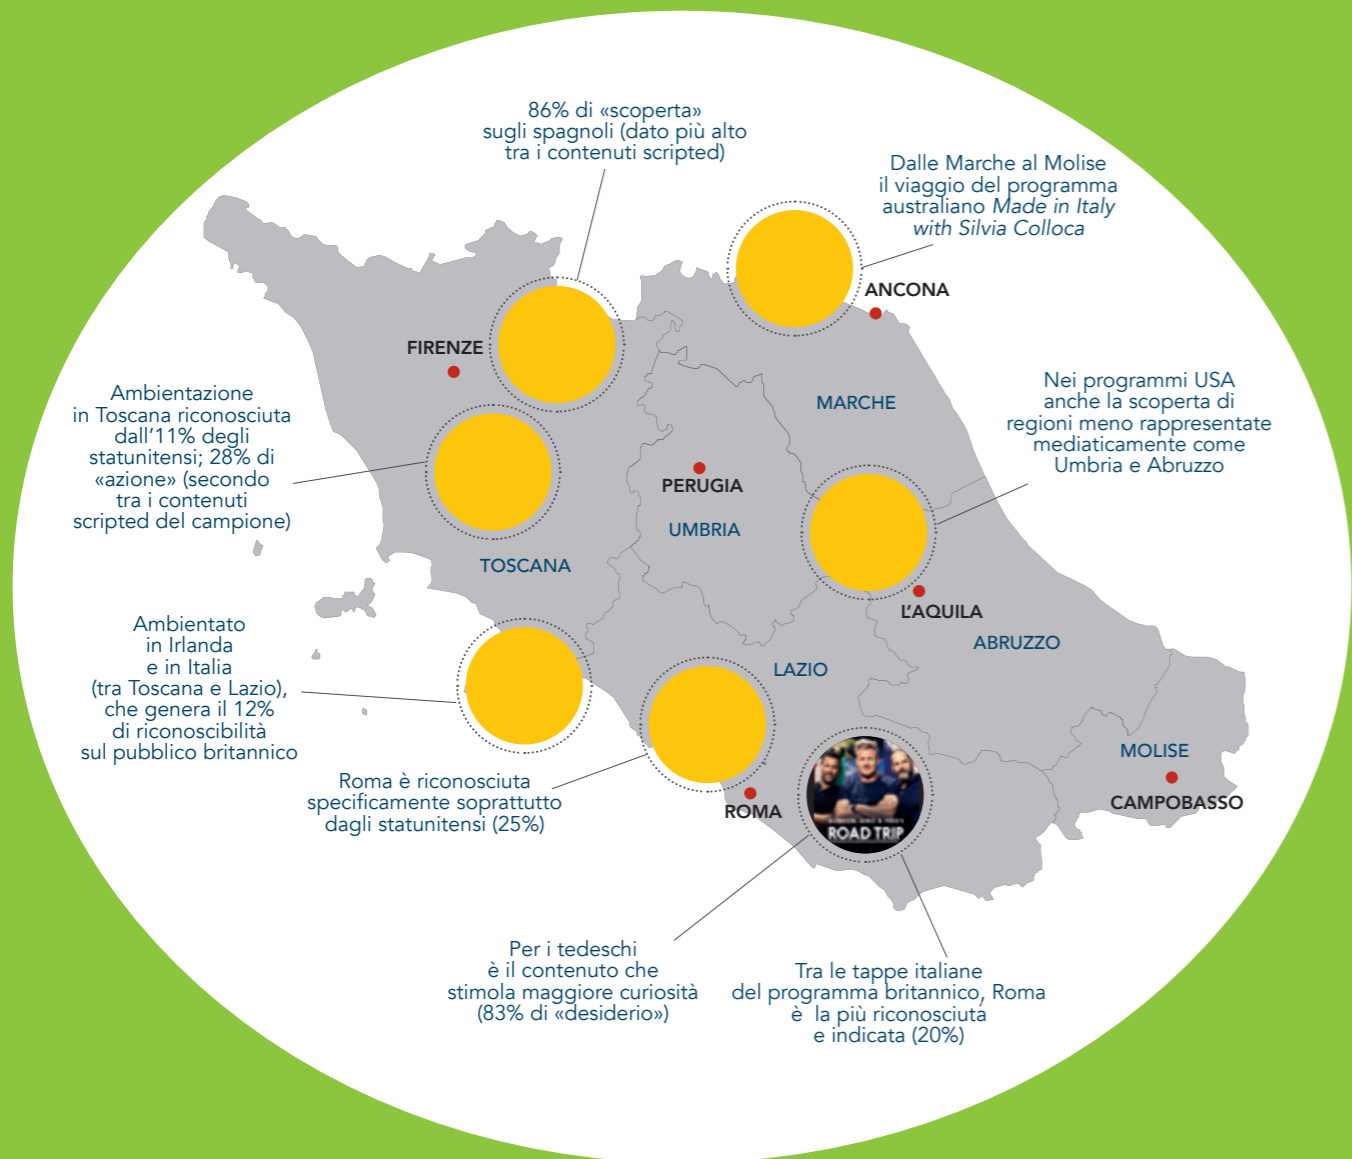 86% di «scoperta»
sugli spagnoli (dato più alto
tra i contenuti scripted)
Dalle Marche al Molise
il viaggio del programma
australiano Made in Italy
with Silvia Colloca
ANCONA
FIRENZE
Ambientazione
in Toscana riconosciuta
dall'11% degli
statunitensi; 28% di
«azione» (secondo
tra i contenuti
scripted del campione)
MARCHE
Nei programmi USA
anche la scoperta di
regioni meno rappresentate
mediaticamente come
Umbria e Abruzzo
PERUGIA
UMBRIA
TOSCANA
L'AQUILA
ABRUZZO
Ambientato
in Irlanda
e in Italia
(tra Toscana e Lazio),
che genera il 12%
di riconoscibilità
sul pubblico britannico
LAZIO
MOLISE
CAMPOBASSO
Roma è riconosciuta
specificamente soprattutto
dagli statunitensi (25%)
ROMA
ROAD TRIP
Per i tedeschi
è il contenuto che
stimola maggiore curiosità
(83% di «desiderio»)
Tra le tappe italiane
del programma britannico, Roma
è la più riconosciuta
e indicata (20%)